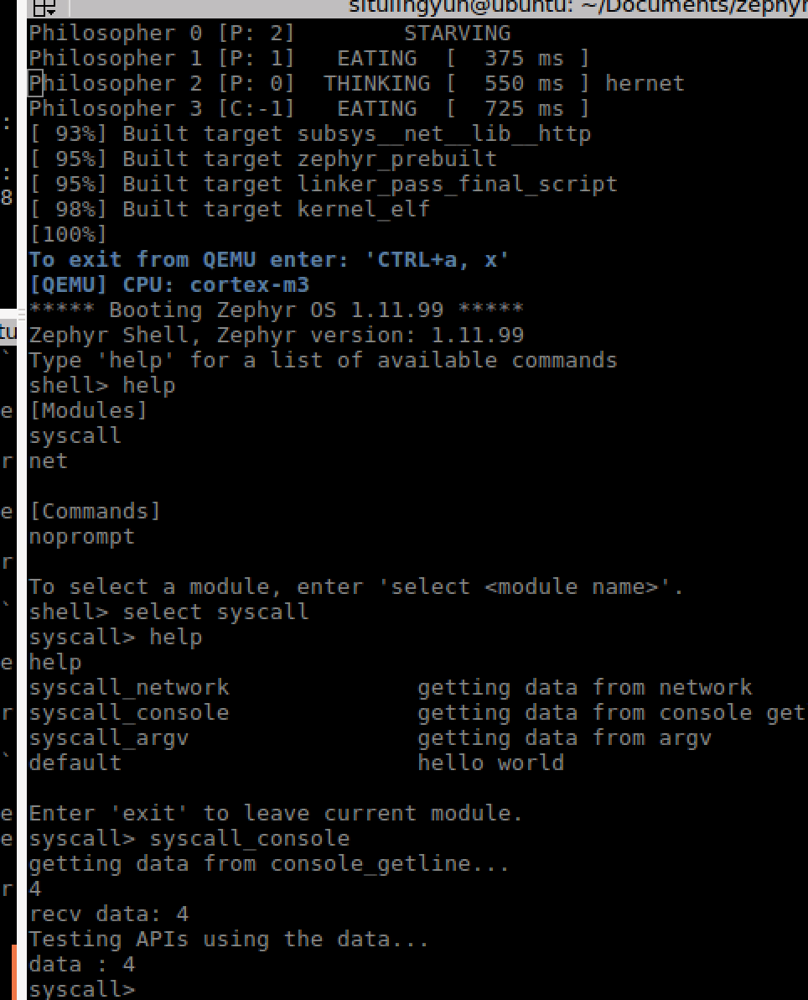 situlingyun@ubuntu: ~/Documents/zephyr
Philosopher 0 [P: 2]        STARVING
Philosopher 1 [P: 1]   EATING  [  375 ms ]
Philosopher 2 [P: 0]  THINKING [  550 ms ] hernet
Philosopher 3 [C:-1]   EATING  [  725 ms ]
[ 93%] Built target subsys__net__lib__http
[ 95%] Built target zephyr_prebuilt
[ 95%] Built target linker_pass_final_script
[ 98%] Built target kernel_elf
[100%]
To exit from QEMU enter: 'CTRL+a, x'
[QEMU] CPU: cortex-m3
***** Booting Zephyr OS 1.11.99 *****
Zephyr Shell, Zephyr version: 1.11.99
Type 'help' for a list of available commands
shell> help
[Modules]
syscall
net
[Commands]
noprompt
To select a module, enter 'select <module name>'.
shell> select syscall
syscall> help
help
syscall_network              getting data from network
syscall_console              getting data from console get
syscall_argv                 getting data from argv
default                      hello world
Enter 'exit' to leave current module.
syscall> syscall_console
getting data from console_getline...
4
recv data: 4
Testing APIs using the data...
data : 4
syscall>